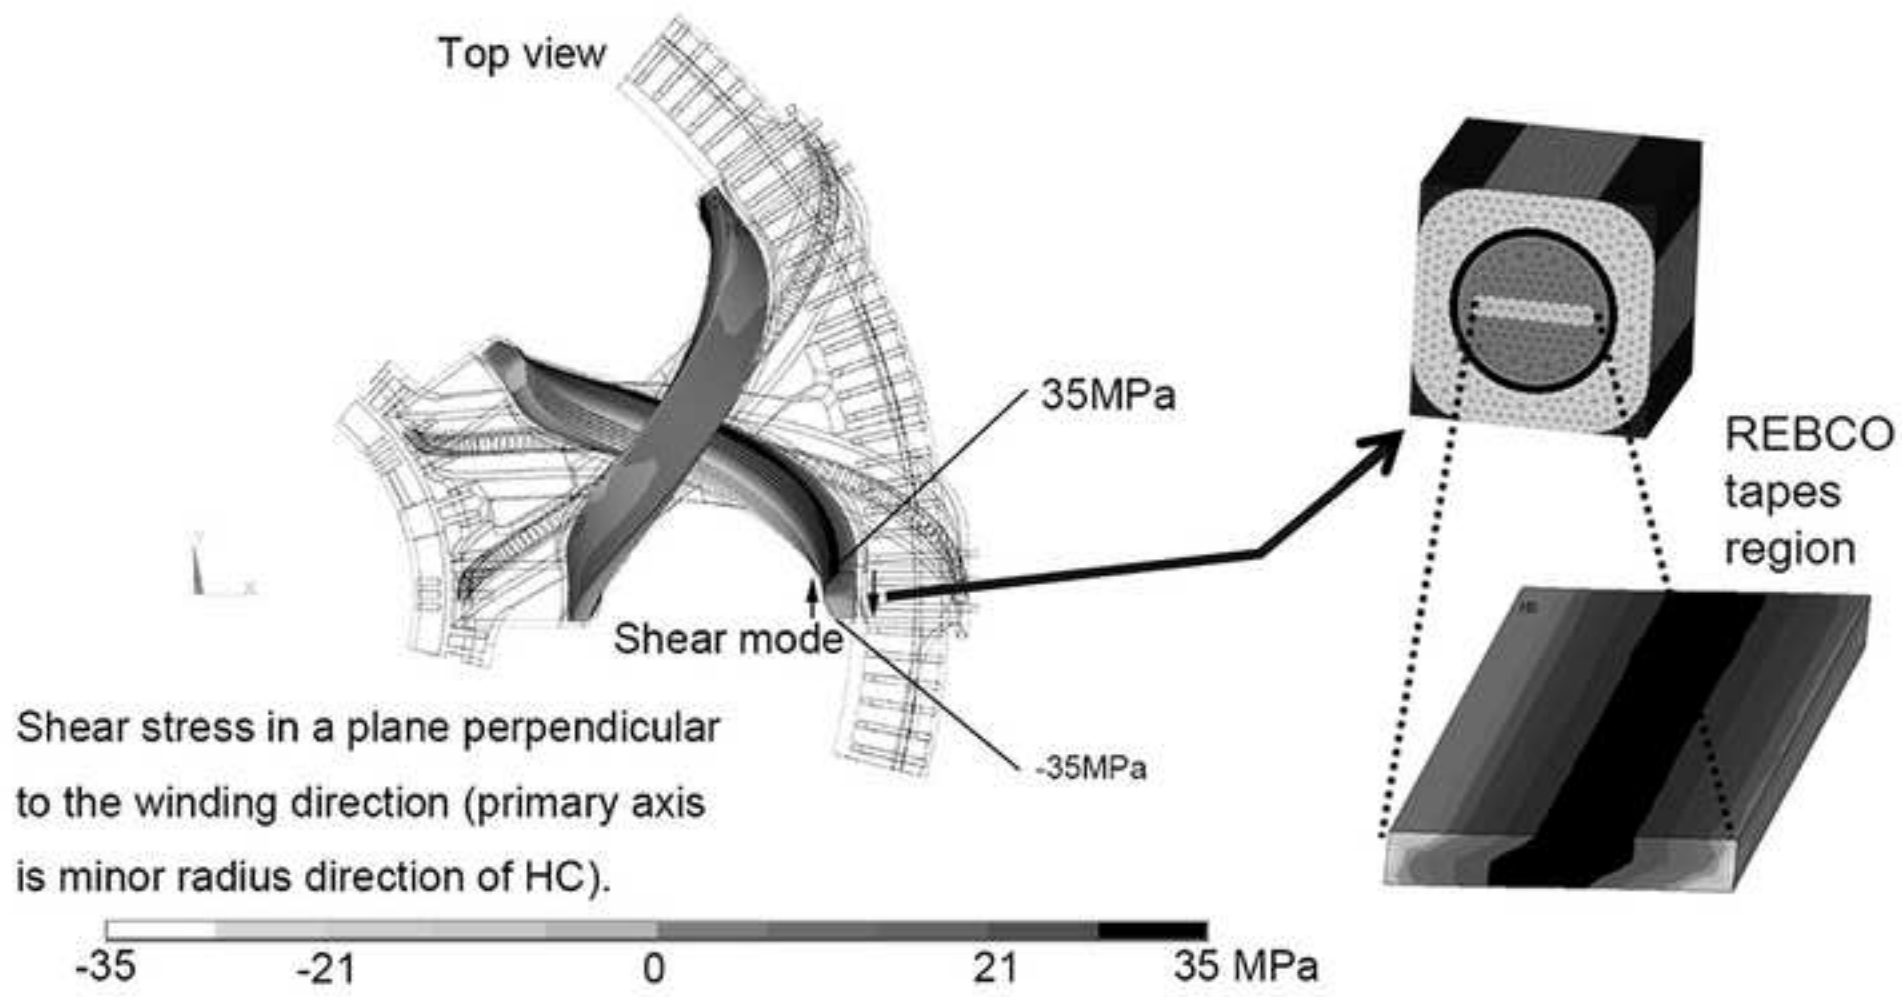 Top view
35MPa
REBCO
tapes
region
Shear mode
-35MPa
Y
X
Shear stress in a plane perpendicular
to the winding direction (primary axis
is minor radius direction of HC).
-35 -21 0 21 35 MPa